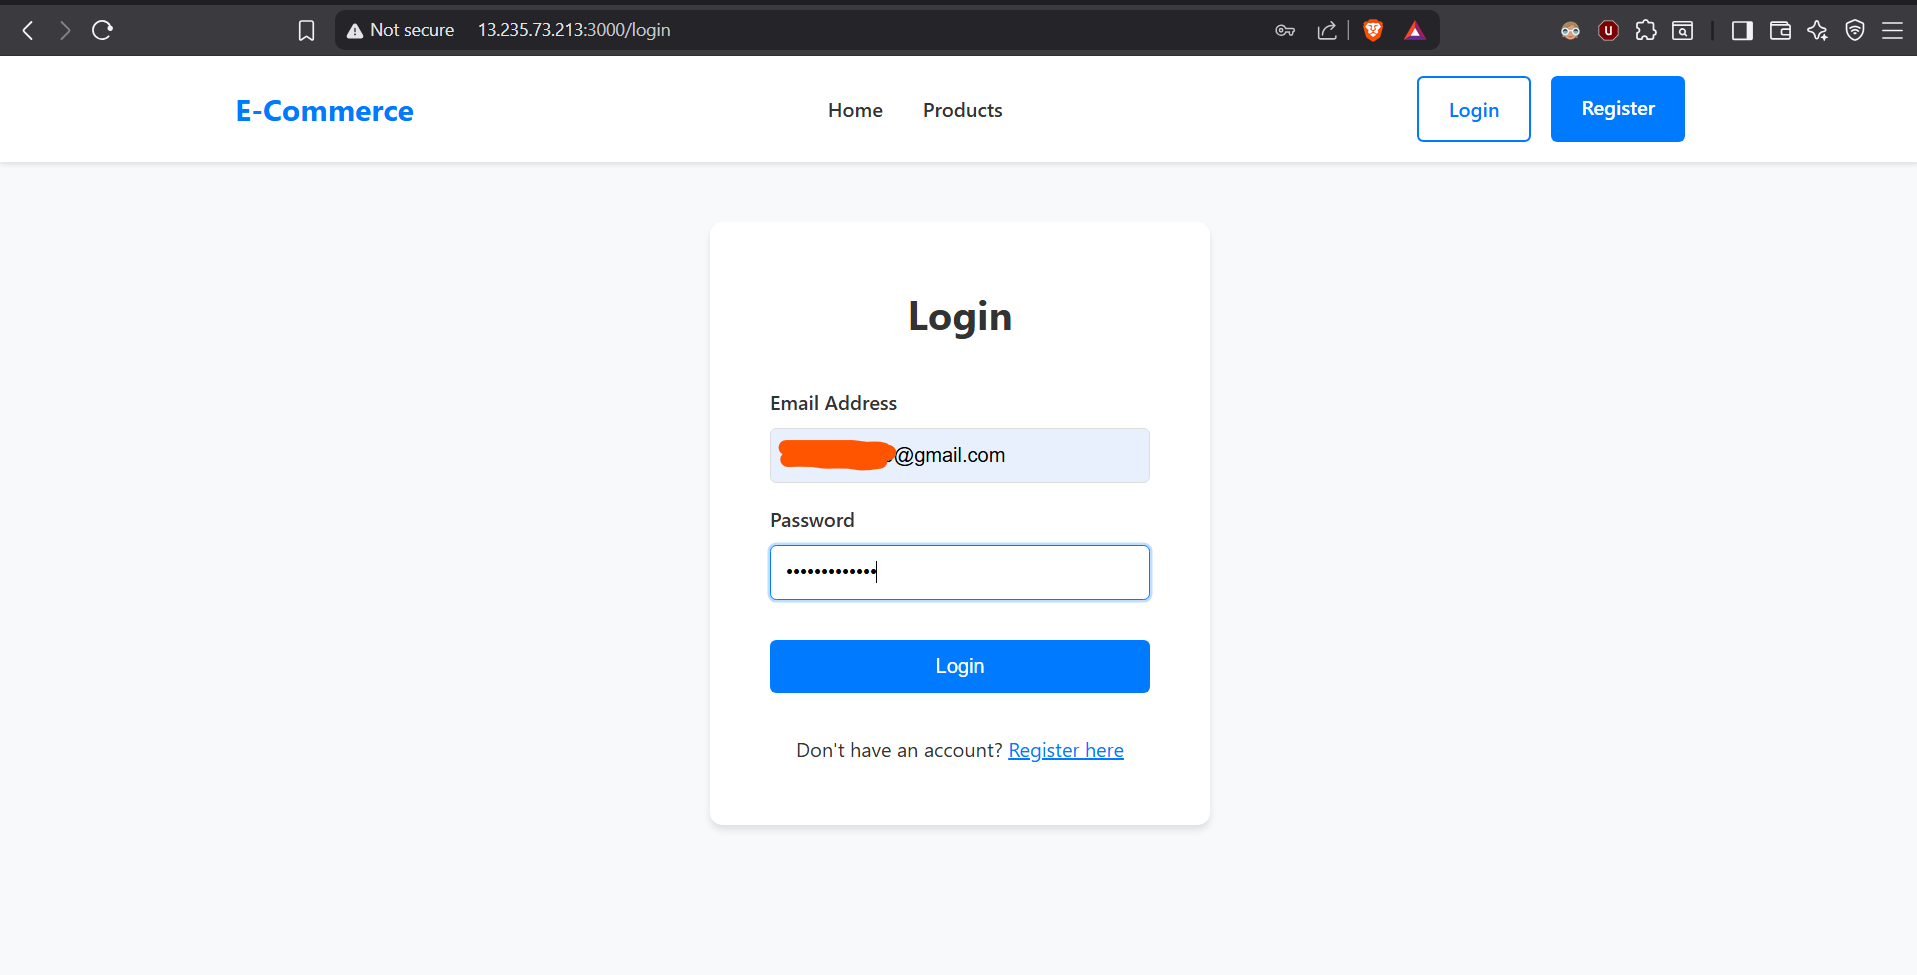 Not secure 13.235.73.213:3000/login
E-Commerce Home Products Login Register
Login
Email Address
@gmail.com
Password
•••••••••••••
Login
Don't have an account? Register here